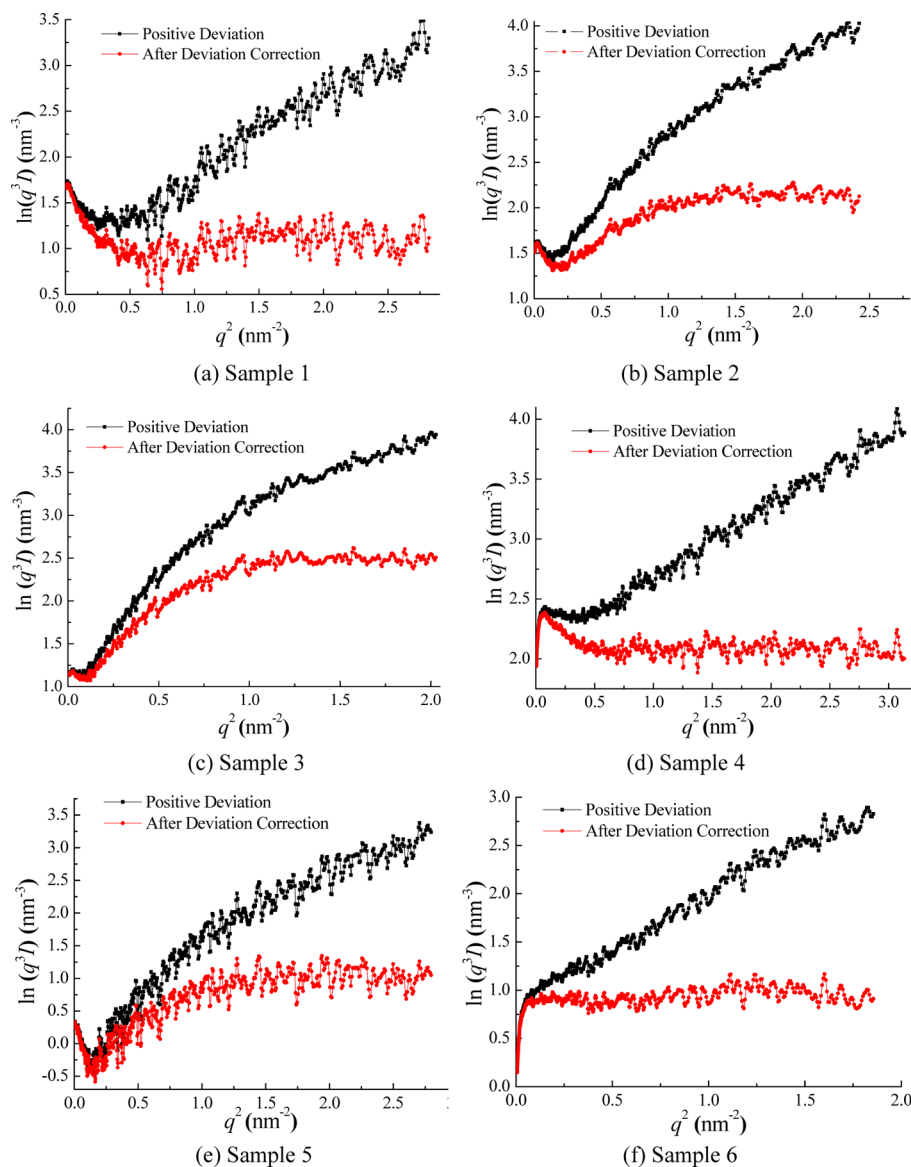 3.5
3.0
2.5
2.0
1.5
1.0
0.5
0.0 0.5 1.0 1.5 2.0 2.5
ln(q³I) (nm⁻³)
q² (nm⁻²)
Positive Deviation
After Deviation Correction
(a) Sample 1
4.0
3.5
3.0
2.5
2.0
1.5
1.0
0.0 0.5 1.0 1.5 2.0 2.5
ln(q³I) (nm⁻³)
q² (nm⁻²)
Positive Deviation
After Deviation Correction
(b) Sample 2
4.0
3.5
3.0
2.5
2.0
1.5
1.0
0.0 0.5 1.0 1.5 2.0
ln (q³I) (nm⁻³)
q² (nm⁻²)
Positive Deviation
After Deviation Correction
(c) Sample 3
4.0
3.5
3.0
2.5
2.0
0.0 0.5 1.0 1.5 2.0 2.5 3.0
ln (q³I) (nm⁻³)
q² (nm⁻²)
Positive Deviation
After Deviation Correction
(d) Sample 4
3.5
3.0
2.5
2.0
1.5
1.0
0.5
0.0
-0.5
0.0 0.5 1.0 1.5 2.0 2.5
ln (q³I) (nm⁻³)
q² (nm⁻²)
Positive Deviation
After Deviation Correction
(e) Sample 5
3.0
2.5
2.0
1.5
1.0
0.5
0.0
0.0 0.5 1.0 1.5 2.0
ln (q³I) (nm⁻³)
q² (nm⁻²)
Positive Deviation
After Deviation Correction
(f) Sample 6